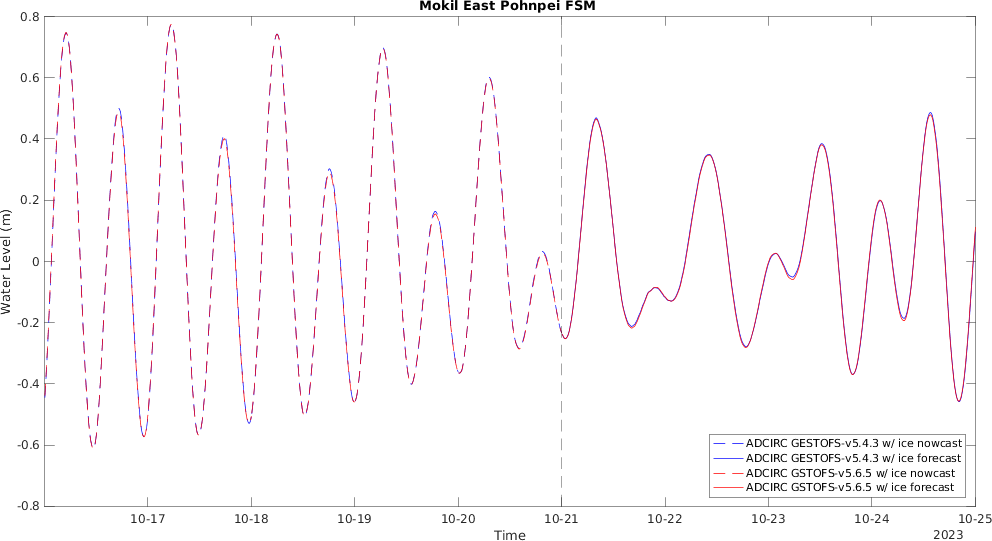 Mokil East Pohnpei FSM
0.8
0.6
0.4
0.2
0
-0.2
-0.4
-0.6
-0.8
Water Level (m)
10-17
10-18
10-19
10-20
10-21
10-22
10-23
10-24
10-25
Time
2023
ADCIRC GESTOFS-v5.4.3 w/ ice nowcast
ADCIRC GESTOFS-v5.4.3 w/ ice forecast
ADCIRC GSTOFS-v5.6.5 w/ ice nowcast
ADCIRC GSTOFS-v5.6.5 w/ ice forecast